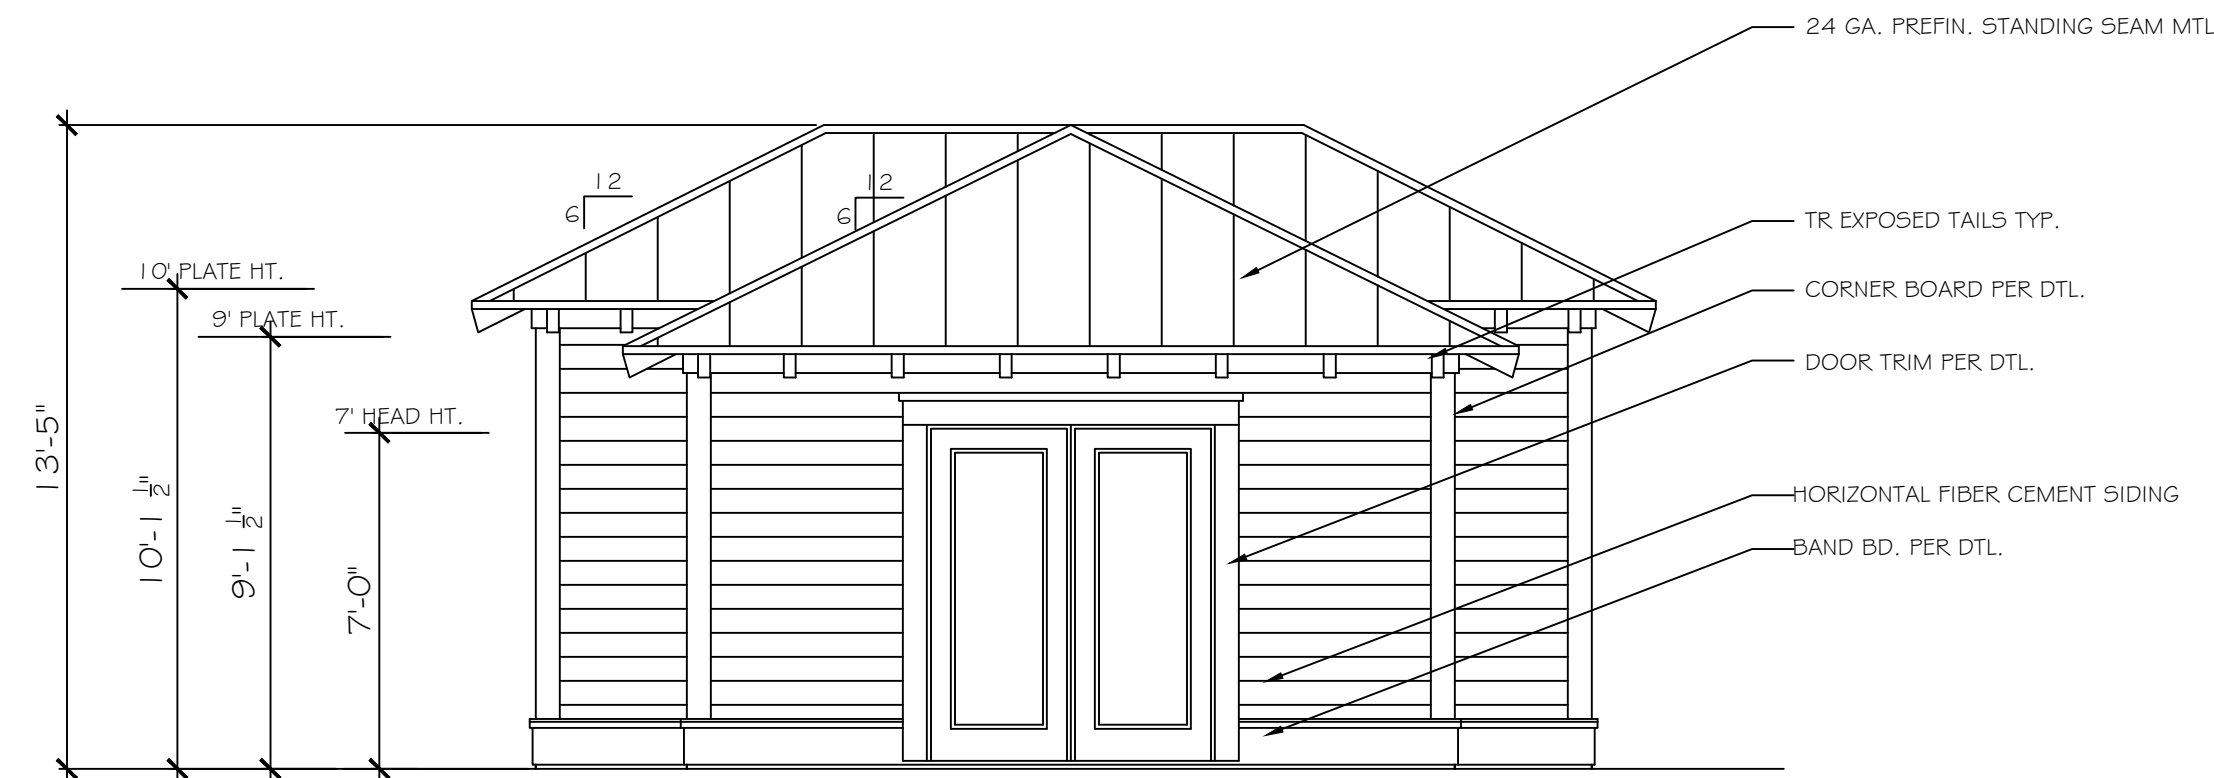 24 GA. PREFIN. STANDING SEAM MTL
12
6
12
6
TR EXPOSED TAILS TYP.
10' PLATE HT.
CORNER BOARD PER DTL.
9' PLATE HT.
DOOR TRIM PER DTL.
7' HEAD HT.
13'-5"
10'-1 1/2"
9'-1 1/2"
7'-0"
HORIZONTAL FIBER CEMENT SIDING
BAND BD. PER DTL.